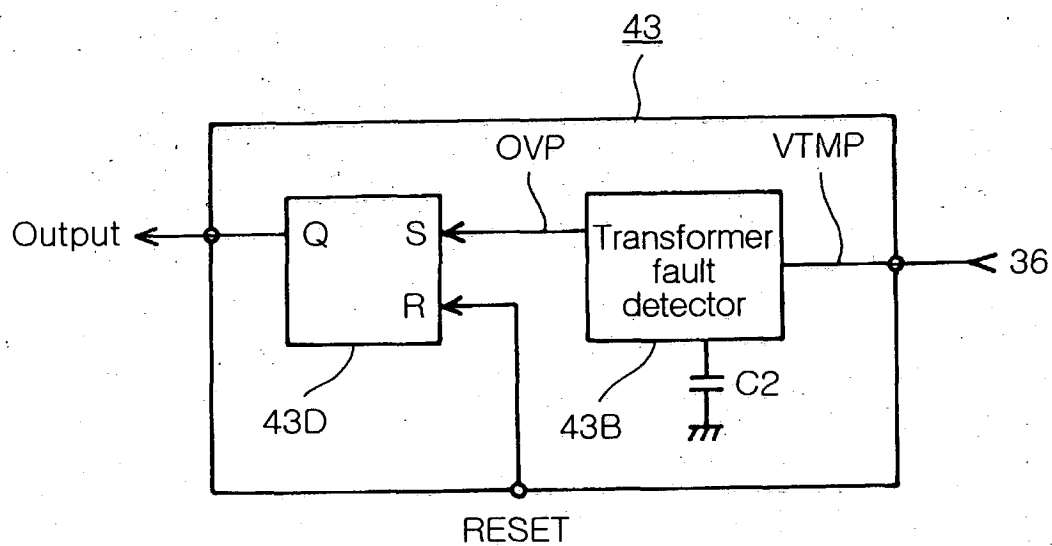 43
OVP
VTMP
Output
Q
S
R
Transformer
fault
detector
36
43D
43B
C2
RESET